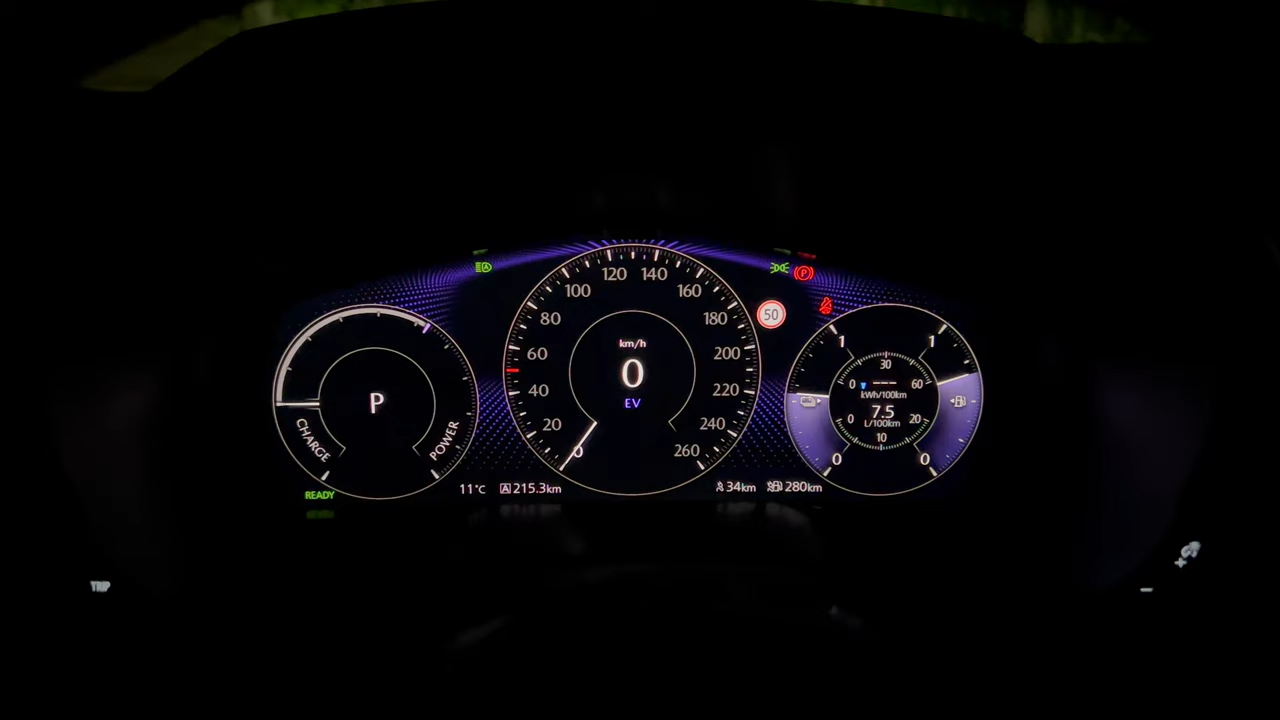 120 140
100 160
80 180
60 200
40 220
20 240
0 260
km/h
0
EV
50
P
CHARGE
POWER
READY
11°C
A 215.3km
34km
280km
P
1 1
30
0 --- 60
kWh/100km
7.5
0 20
L/100km
10
0 0
TRIP
+
−